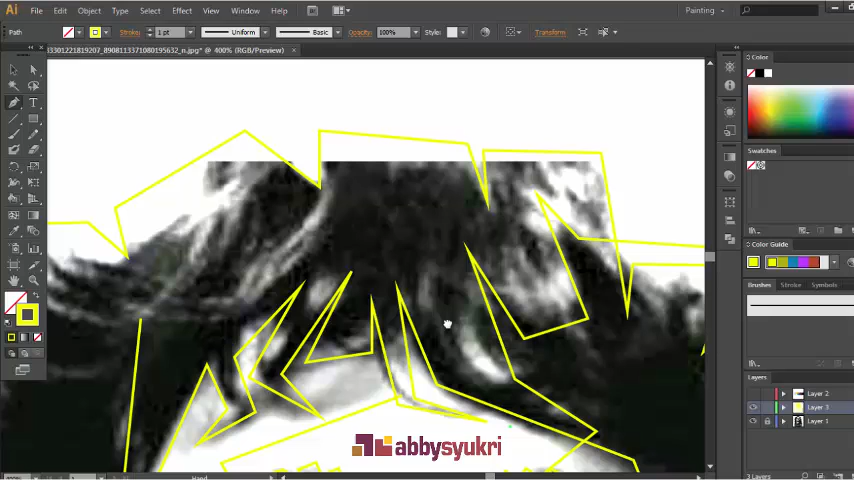 Ai File Edit Object Type Select Effect View Window Help Painting
Path Stroke: 1 pt Uniform Basic Opacity: 100% Style: Transform
33301221819207_8908113371080195632_n.jpg* @ 400% (RGB/Preview)
Color
Swatches
Color Guide
Brushes Stroke Symbols
Layers
Layer 2
Layer 3
Layer 1
abbysyukri
Hand
3 Layers